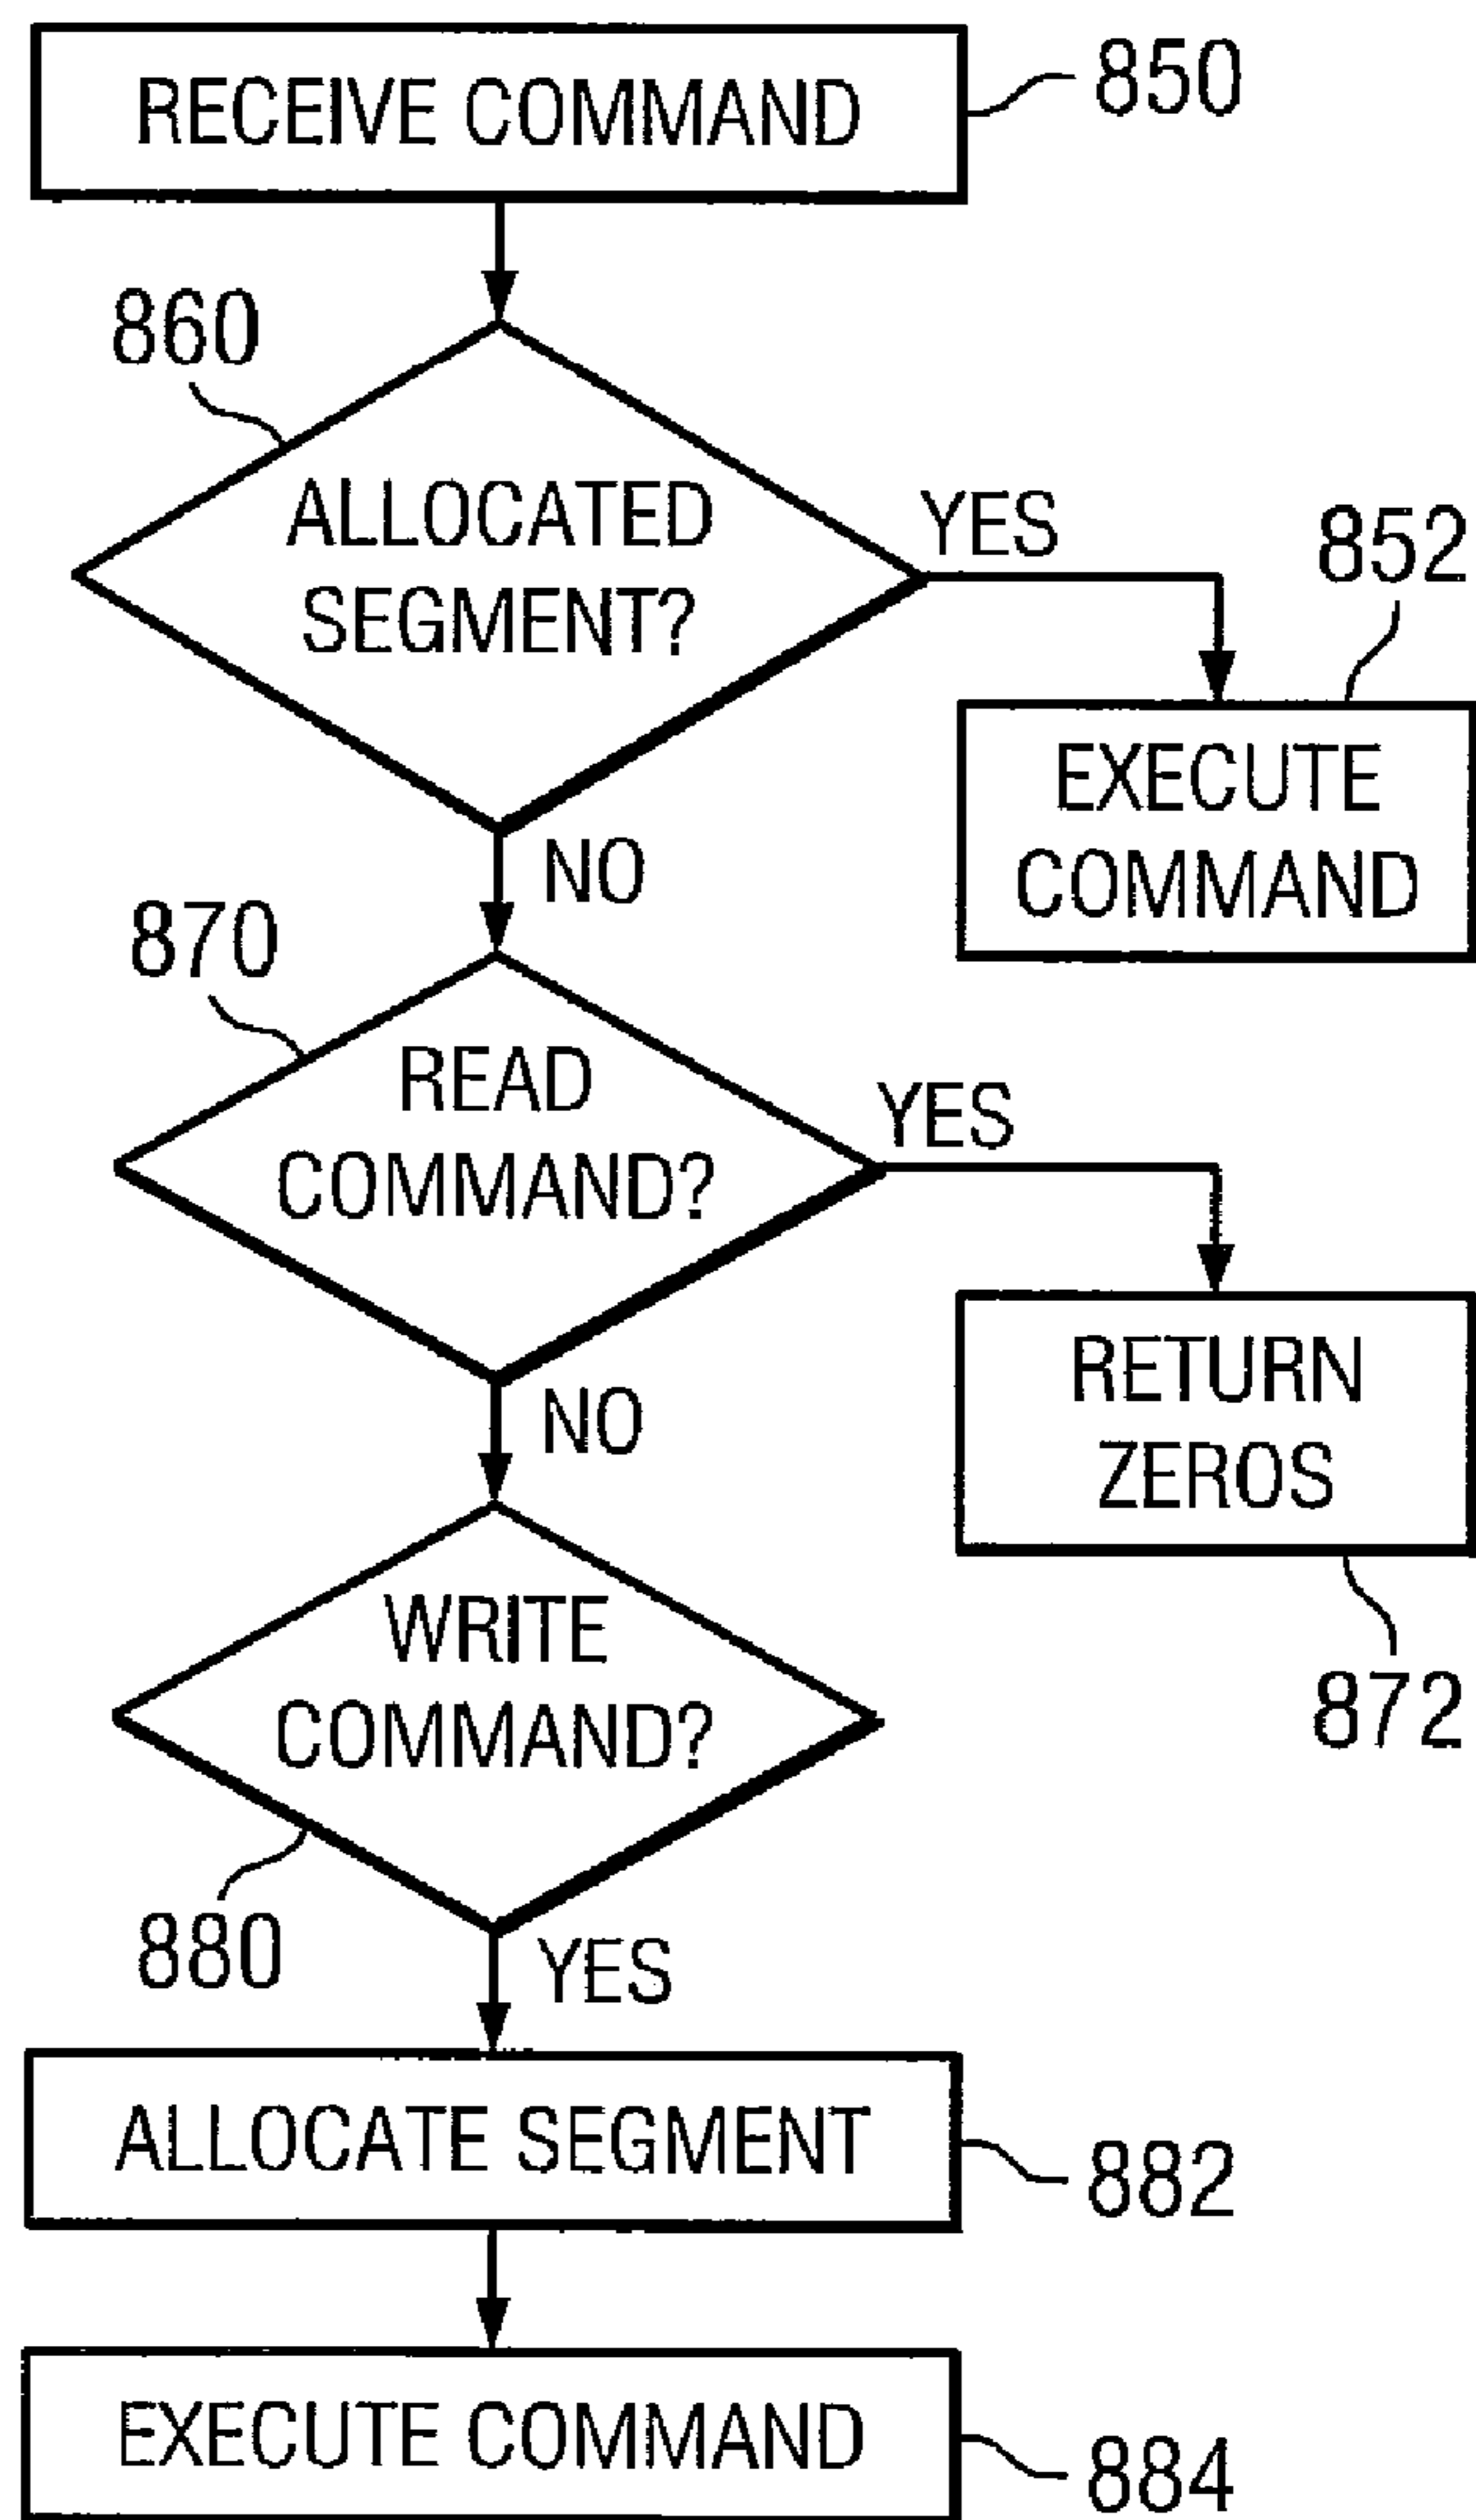 RECEIVE COMMAND
850
860
ALLOCATED
SEGMENT?
YES
852
EXECUTE
COMMAND
NO
870
READ
COMMAND?
YES
RETURN
ZEROS
872
NO
WRITE
COMMAND?
880
YES
ALLOCATE SEGMENT
882
EXECUTE COMMAND
884